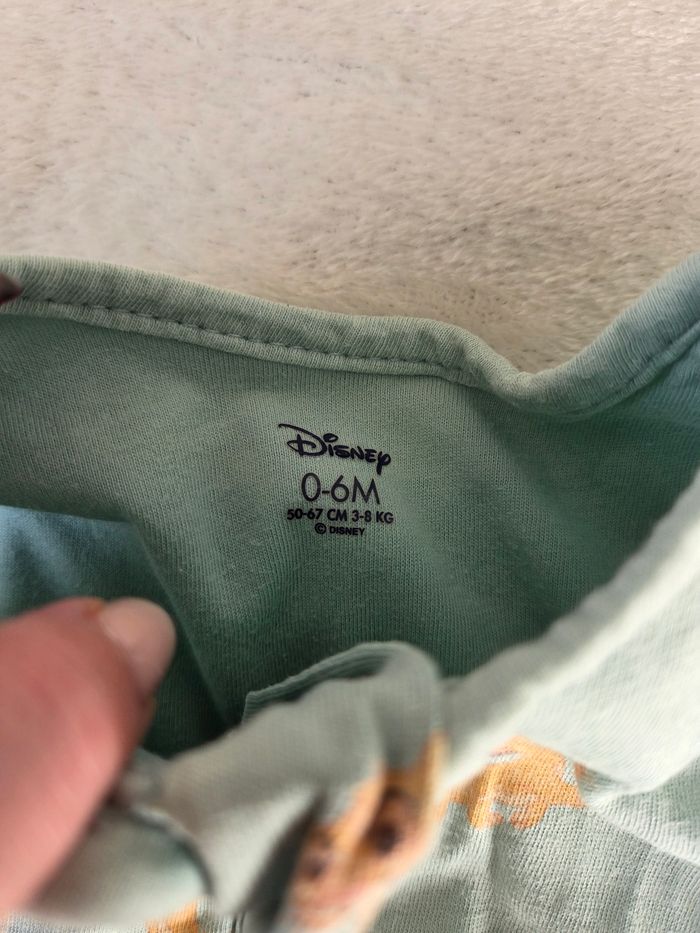 Disney
0-6M
50-67 CM 3-8 KG
© DISNEY